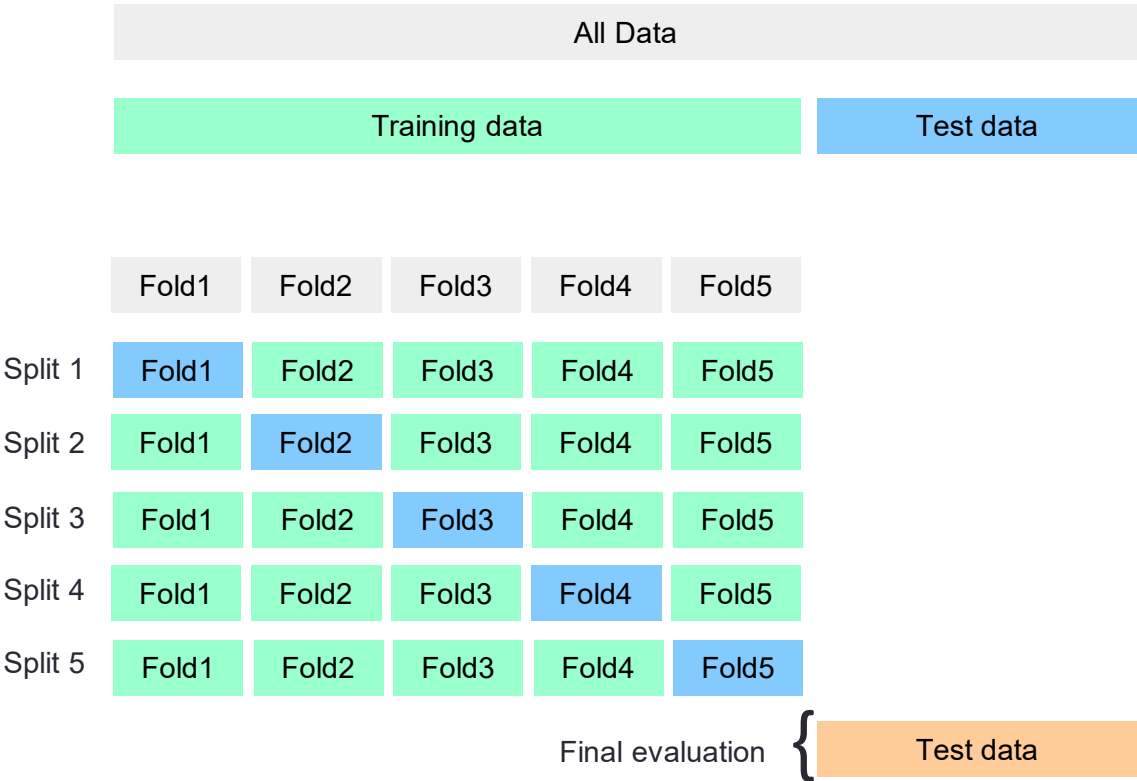 All Data
Training data Test data
Fold1 Fold2 Fold3 Fold4 Fold5
Split 1 Fold1 Fold2 Fold3 Fold4 Fold5
Split 2 Fold1 Fold2 Fold3 Fold4 Fold5
Split 3 Fold1 Fold2 Fold3 Fold4 Fold5
Split 4 Fold1 Fold2 Fold3 Fold4 Fold5
Split 5 Fold1 Fold2 Fold3 Fold4 Fold5
Final evaluation { Test data